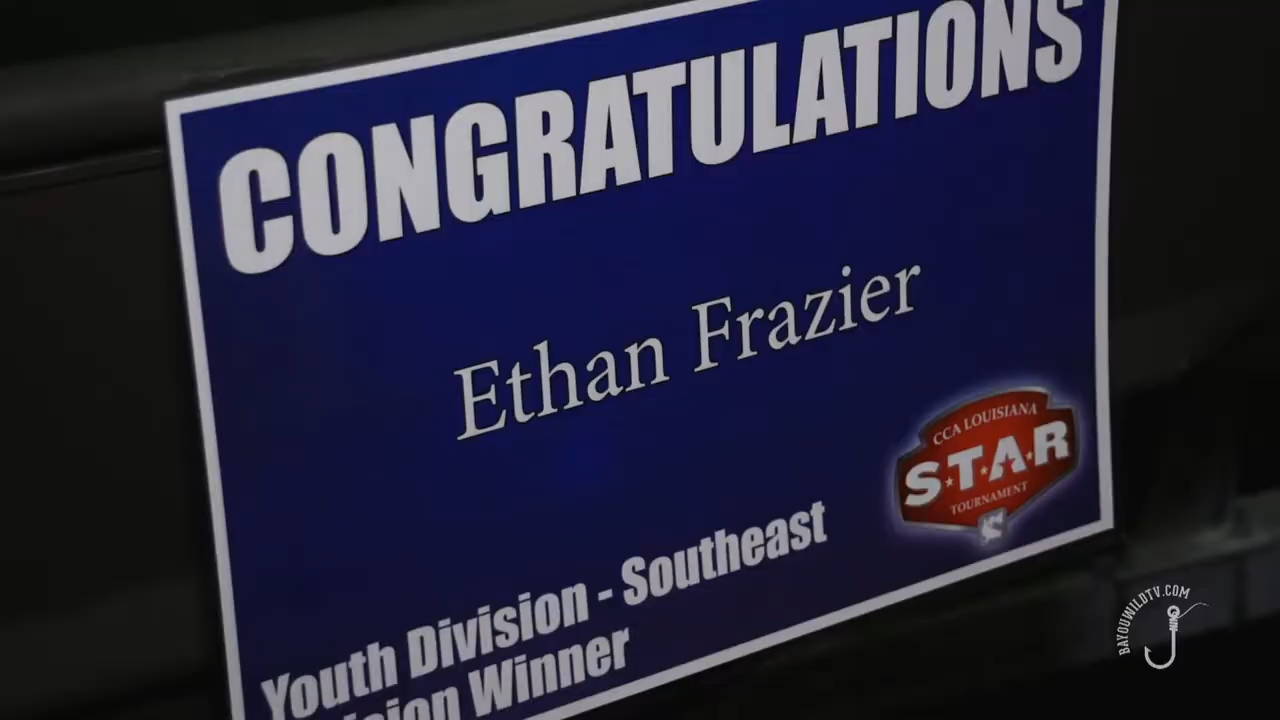 CONGRATULATIONS
Ethan Frazier
CCA LOUISIANA
S.T.A.R
TOURNAMENT
Youth Division - Southeast
Winner
BAYOUWILDTV.COM